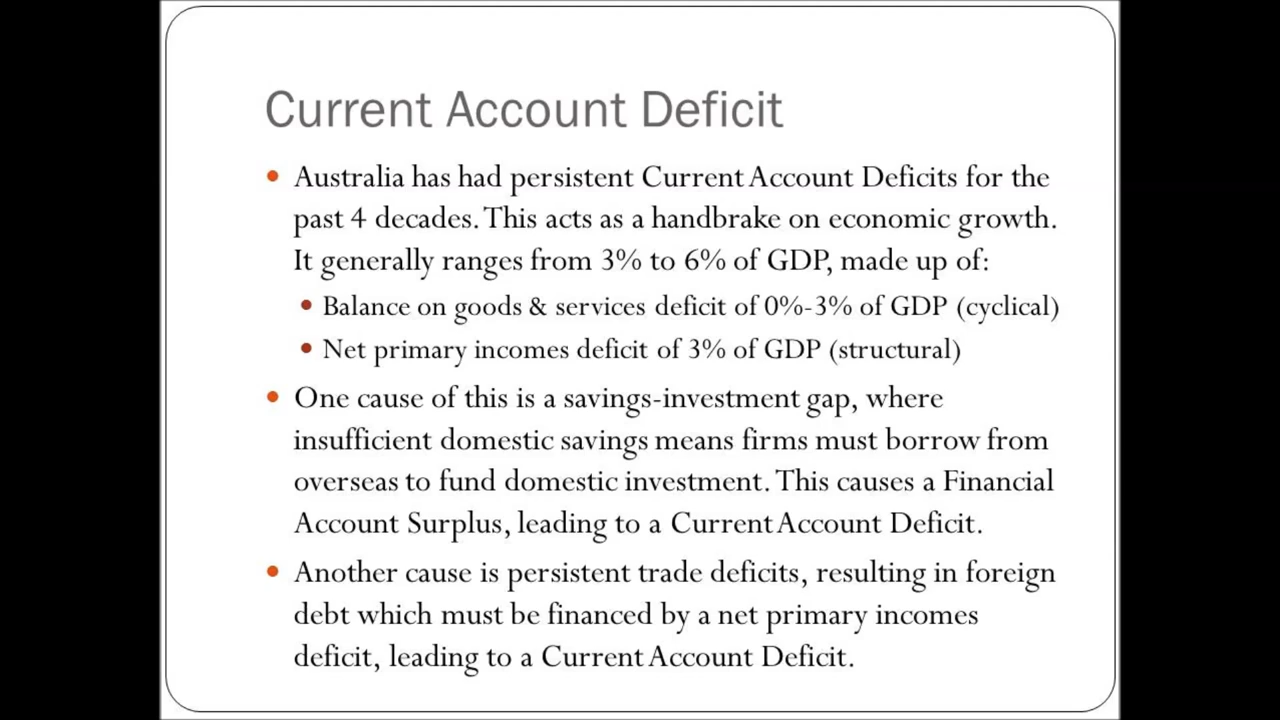 Current Account Deficit
• Australia has had persistent Current Account Deficits for the
past 4 decades. This acts as a handbrake on economic growth.
It generally ranges from 3% to 6% of GDP, made up of:
• Balance on goods & services deficit of 0%-3% of GDP (cyclical)
• Net primary incomes deficit of 3% of GDP (structural)
• One cause of this is a savings-investment gap, where
insufficient domestic savings means firms must borrow from
overseas to fund domestic investment. This causes a Financial
Account Surplus, leading to a Current Account Deficit.
• Another cause is persistent trade deficits, resulting in foreign
debt which must be financed by a net primary incomes
deficit, leading to a Current Account Deficit.